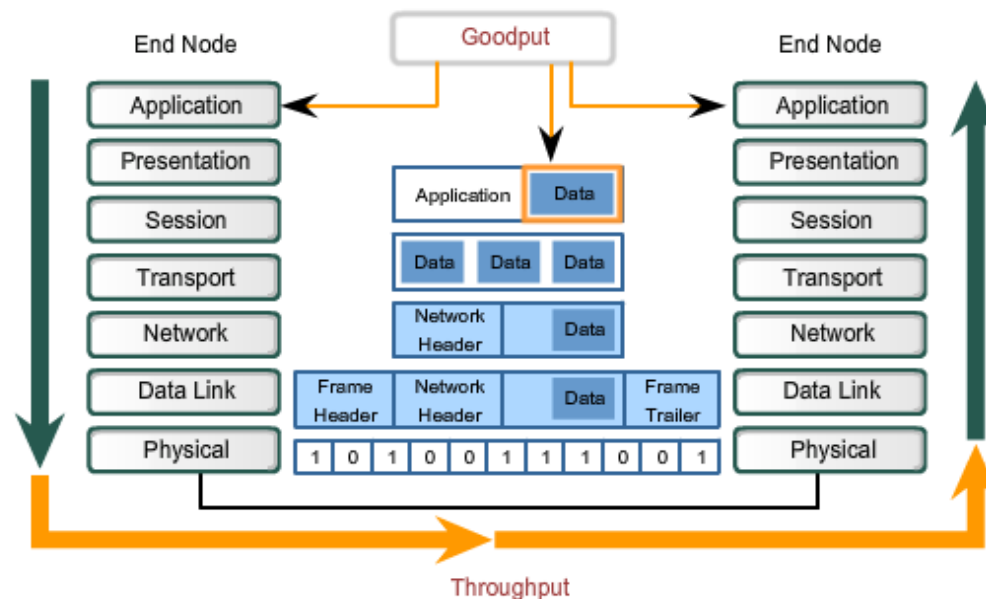 Goodput
End Node
End Node
Application
Presentation
Session
Transport
Network
Data Link
Physical
Application Data
Data Data Data
Network Header Data
Frame Header Network Header Data Frame Trailer
1 0 1 0 0 1 1 1 0 0 1
Application
Presentation
Session
Transport
Network
Data Link
Physical
Throughput